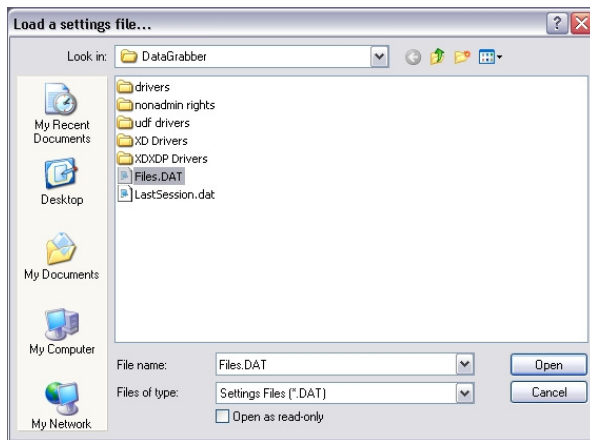 Load a settings file...
Look in:
DataGrabber
My Recent
Documents
Desktop
My Documents
My Computer
My Network
drivers
nonadmin rights
udf drivers
XD Drivers
XDXDP Drivers
Files.DAT
LastSession.dat
File name:
Files.DAT
Open
Files of type:
Settings Files (*.DAT)
Cancel
Open as read-only